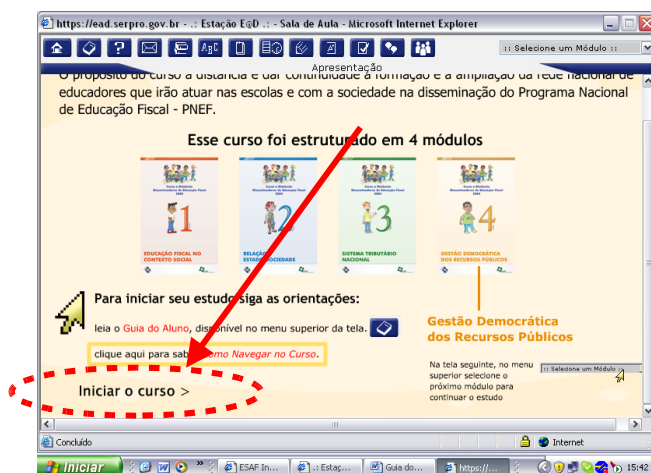 https://ead.serpro.gov.br - .: Estação E@D .: - Sala de Aula - Microsoft Internet Explorer
:: Selecione um Módulo ::
Apresentação
O propósito do curso a distância é dar continuidade à formação e à ampliação da rede nacional de
educadores que irão atuar nas escolas e com a sociedade na disseminação do Programa Nacional
de Educação Fiscal - PNEF.
Esse curso foi estruturado em 4 módulos
1
2
3
4
EDUCAÇÃO FISCAL NO
CONTEXTO SOCIAL
RELAÇÃO
ESTADO SOCIEDADE
SISTEMA TRIBUTÁRIO
NACIONAL
GESTÃO DEMOCRÁTICA
DOS RECURSOS PÚBLICOS
Para iniciar seu estudo siga as orientações:
leia o Guia do Aluno, disponível no menu superior da tela.
clique aqui para saber Como Navegar no Curso.
Iniciar o curso >
Gestão Democrática
dos Recursos Públicos
Na tela seguinte, no menu
superior selecione o
próximo módulo para
continuar o estudo
:: Selecione um Módulo ::
Concluído
Internet
Iniciar
ESAF In...
.: Estaç...
Guia do...
https://...
15:42